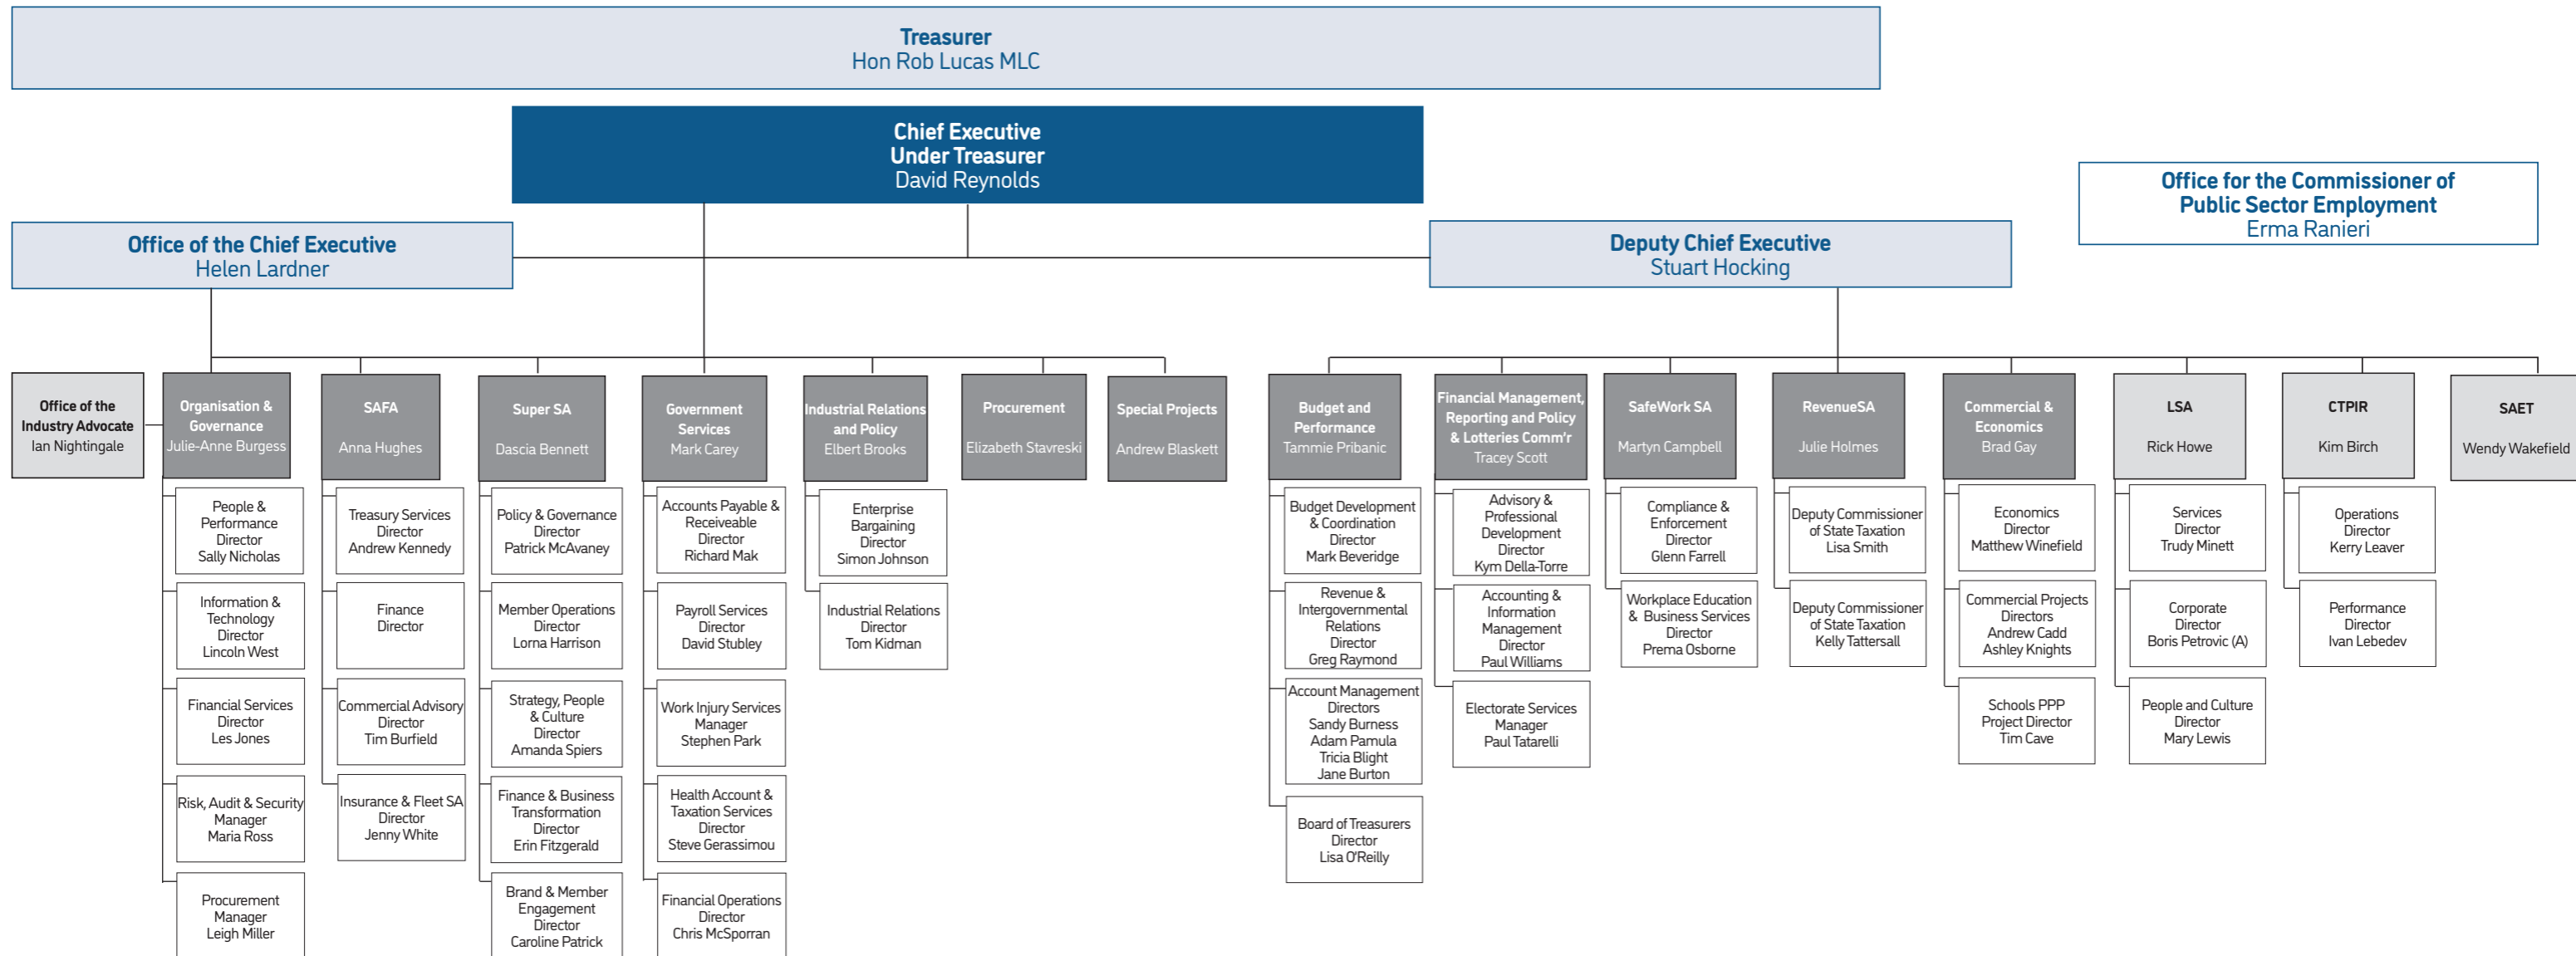 Treasurer
Hon Rob Lucas MLC
Chief Executive
Under Treasurer
David Reynolds
Office for the Commissioner of
Public Sector Employment
Erma Ranieri
Office of the Chief Executive
Helen Lardner
Deputy Chief Executive
Stuart Hocking
Office of the
Industry Advocate
Ian Nightingale
Organisation &
Governance
Julie-Anne Burgess
People &
Performance
Director
Sally Nicholas
Information &
Technology
Director
Lincoln West
Financial Services
Director
Les Jones
Risk, Audit & Security
Manager
Maria Ross
Procurement
Manager
Leigh Miller
SAFA
Anna Hughes
Treasury Services
Director
Andrew Kennedy
Finance
Director
Commercial Advisory
Director
Tim Burfield
Insurance & Fleet SA
Director
Jenny White
Super SA
Dascia Bennett
Policy & Governance
Director
Patrick McAvaney
Member Operations
Director
Lorna Harrison
Strategy, People
& Culture
Director
Amanda Spiers
Finance & Business
Transformation
Director
Erin Fitzgerald
Brand & Member
Engagement
Director
Caroline Patrick
Government
Services
Mark Carey
Accounts Payable &
Receiveable
Director
Richard Mak
Payroll Services
Director
David Stubley
Work Injury Services
Manager
Stephen Park
Health Account &
Taxation Services
Director
Steve Gerassimou
Financial Operations
Director
Chris McSporran
Industrial Relations
and Policy
Elbert Brooks
Enterprise
Bargaining
Director
Simon Johnson
Industrial Relations
Director
Tom Kidman
Procurement
Elizabeth Stavreski
Special Projects
Andrew Blaskett
Budget and
Performance
Tammie Pribanic
Budget Development
& Coordination
Director
Mark Beveridge
Revenue &
Intergovernmental
Relations
Director
Greg Raymond
Account Management
Directors
Sandy Burness
Adam Pamula
Tricia Blight
Jane Burton
Board of Treasurers
Director
Lisa O'Reilly
Financial Management,
Reporting and Policy
& Lotteries Comm'r
Tracey Scott
Advisory &
Professional
Development
Director
Kym Della-Torre
Accounting &
Information
Management
Director
Paul Williams
Electorate Services
Manager
Paul Tatarelli
SafeWork SA
Martyn Campbell
Compliance &
Enforcement
Director
Glenn Farrell
Workplace Education
& Business Services
Director
Prema Osborne
RevenueSA
Julie Holmes
Deputy Commissioner
of State Taxation
Lisa Smith
Deputy Commissioner
of State Taxation
Kelly Tattersall
Commercial &
Economics
Brad Gay
Economics
Director
Matthew Winefield
Commercial Projects
Directors
Andrew Cadd
Ashley Knights
Schools PPP
Project Director
Tim Cave
LSA
Rick Howe
Services
Director
Trudy Minett
Corporate
Director
Boris Petrovic (A)
People and Culture
Director
Mary Lewis
CTPIR
Kim Birch
Operations
Director
Kerry Leaver
Performance
Director
Ivan Lebedev
SAET
Wendy Wakefield